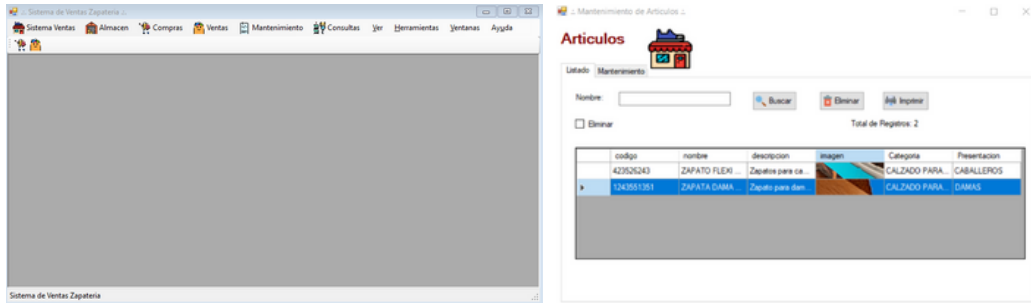 .:. Sistema de Ventas Zapateria .:.
Sistema Ventas Almacen Compras Ventas Mantenimiento Consultas Ver Herramientas Ventanas Ayuda
Sistema de Ventas Zapateria
.:. Mantenimiento de Articulos .:.
Articulos
Listado Mantenimiento
Nombre: Buscar Eliminar Imprimir
Eliminar Total de Registros: 2
codigo nombre descripcion imagen Categoria Presentacion
423526243 ZAPATO FLEXI ... Zapatos para ca... CALZADO PARA... CABALLEROS
1243551351 ZAPATA DAMA ... Zapato para dam... CALZADO PARA... DAMAS